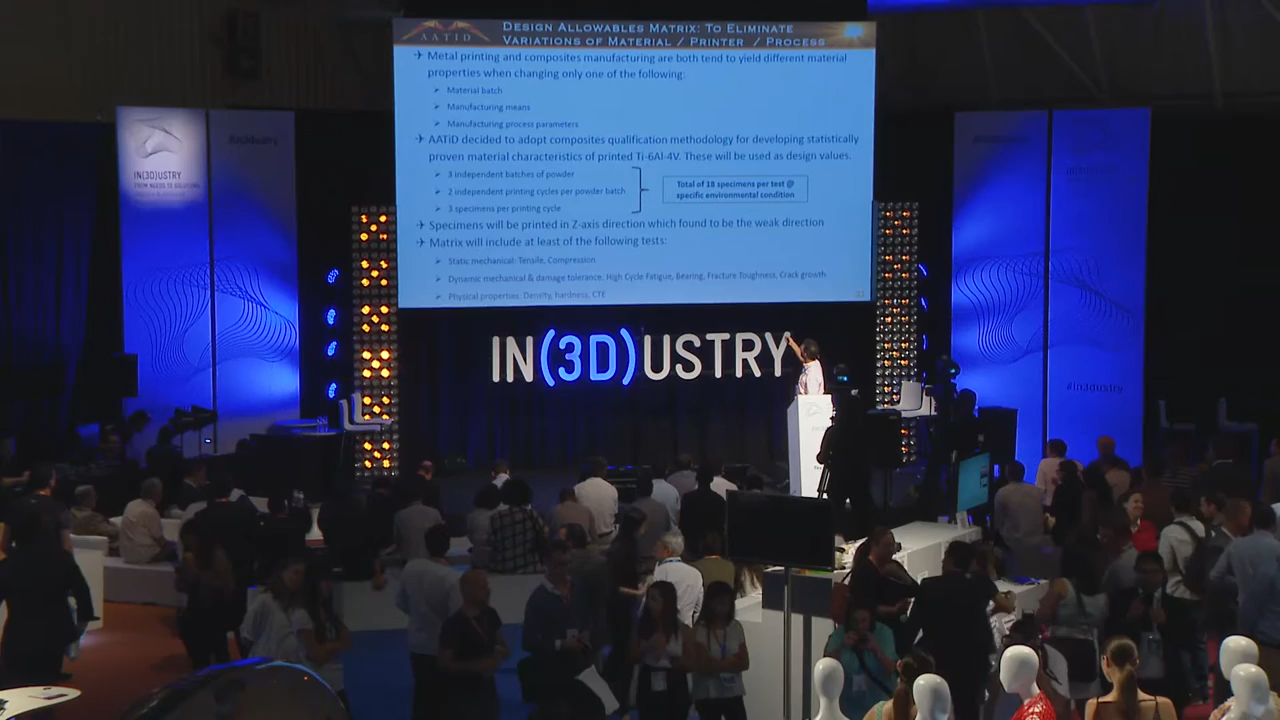 AATID
DESIGN ALLOWABLES MATRIX: TO ELIMINATE
VARIATIONS OF MATERIAL / PRINTER / PROCESS
Metal printing and composites manufacturing are both tend to yield different material
properties when changing only one of the following:
Material batch
Manufacturing means
Manufacturing process parameters
AATiD decided to adopt composites qualification methodology for developing statistically
proven material characteristics of printed Ti-6Al-4V. These will be used as design values.
3 independent batches of powder
2 independent printing cycles per powder batch
3 specimens per printing cycle
Total of 18 specimens per test @
specific environmental condition
Specimens will be printed in Z-axis direction which found to be the weak direction
Matrix will include at least of the following tests:
Static mechanical: Tensile, Compression
Dynamic mechanical & damage tolerance: High Cycle Fatigue, Bearing, Fracture Toughness, Crack growth
Physical properties: Density, hardness, CTE
IN(3D)USTRY
FROM NEEDS TO SOLUTIONS
#in3dustry
IN(3D)USTRY
#in3dustry